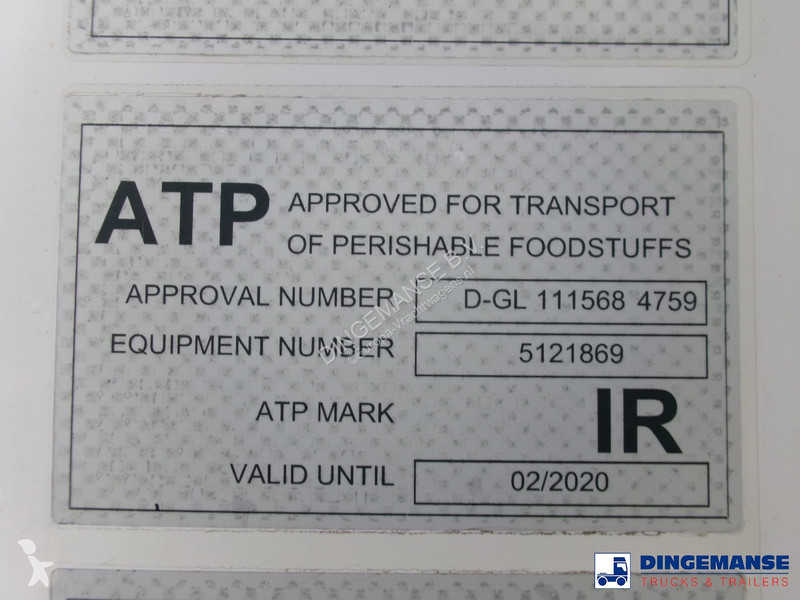 ATP APPROVED FOR TRANSPORT
OF PERISHABLE FOODSTUFFS
APPROVAL NUMBER D-GL 111568 4759
EQUIPMENT NUMBER 5121869
ATP MARK IR
VALID UNTIL 02/2020
DINGEMANSE B.V.
DINGEMANSE
TRUCKS & TRAILERS